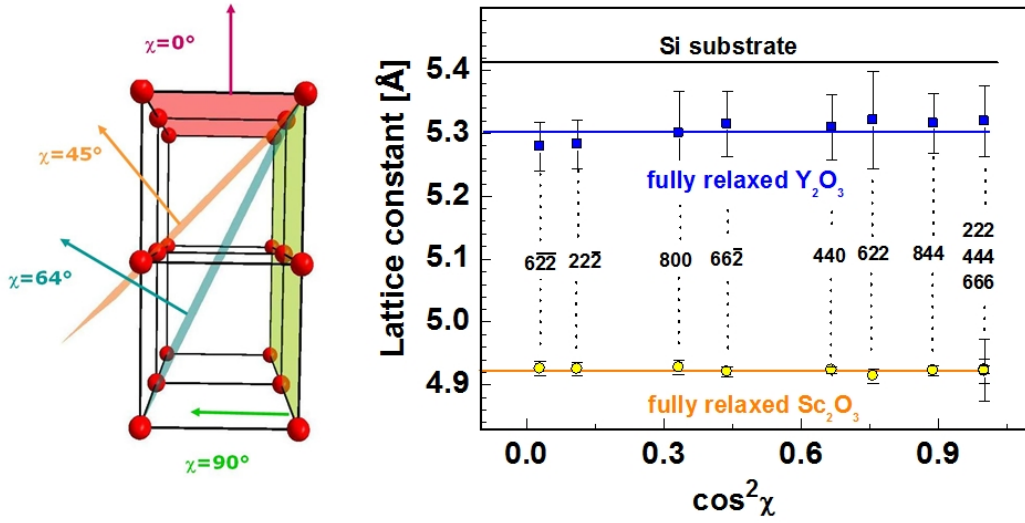 χ=0°
χ=45°
χ=64°
χ=90°
Lattice constant [Å]
5.4
5.3
5.2
5.1
5.0
4.9
Si substrate
fully relaxed Y₂O₃
62̅2̅
222̅
800
662̅
440
622
844
222
444
666
fully relaxed Sc₂O₃
0.0 0.3 0.6 0.9
cos²χ